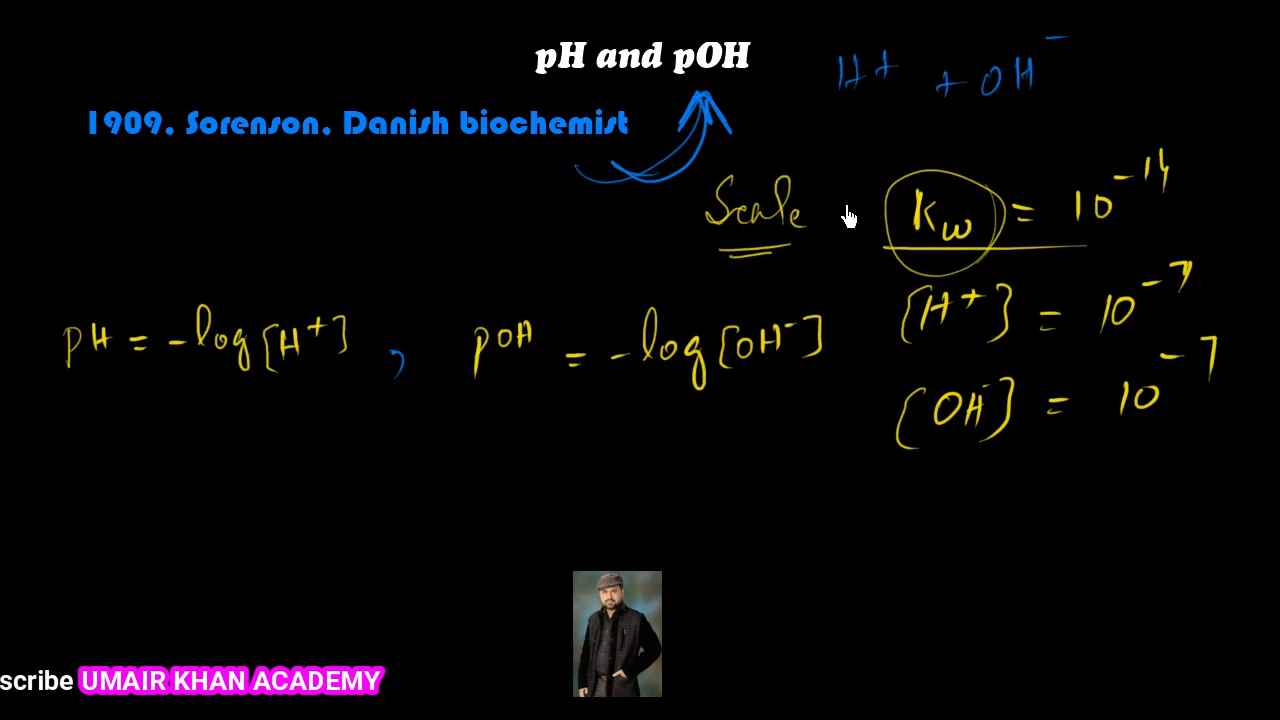 pH and pOH
H+ + OH⁻
1909, Sorenson, Danish biochemist
Scale Kw = 10⁻¹⁴
[H+] = 10⁻⁷
pH = -log[H+] , pOH = -log[OH⁻]
[OH⁻] = 10⁻⁷
scribe UMAIR KHAN ACADEMY